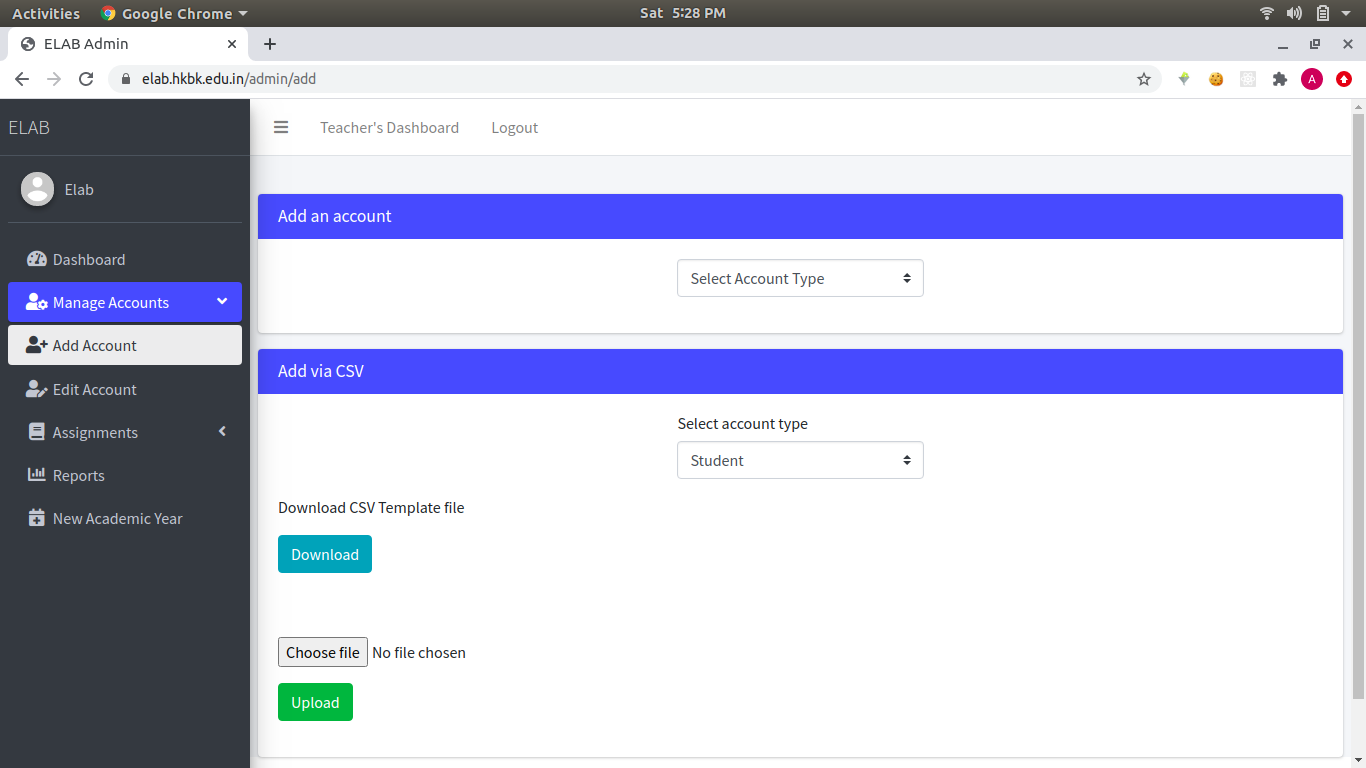 Activities Google Chrome Sat 5:28 PM
ELAB Admin
elab.hkbk.edu.in/admin/add A
ELAB
Teacher's Dashboard Logout
Elab
Dashboard
Manage Accounts
Add Account
Edit Account
Assignments
Reports
New Academic Year
Add an account
Select Account Type
Add via CSV
Select account type
Student
Download CSV Template file
Download
Choose file No file chosen
Upload